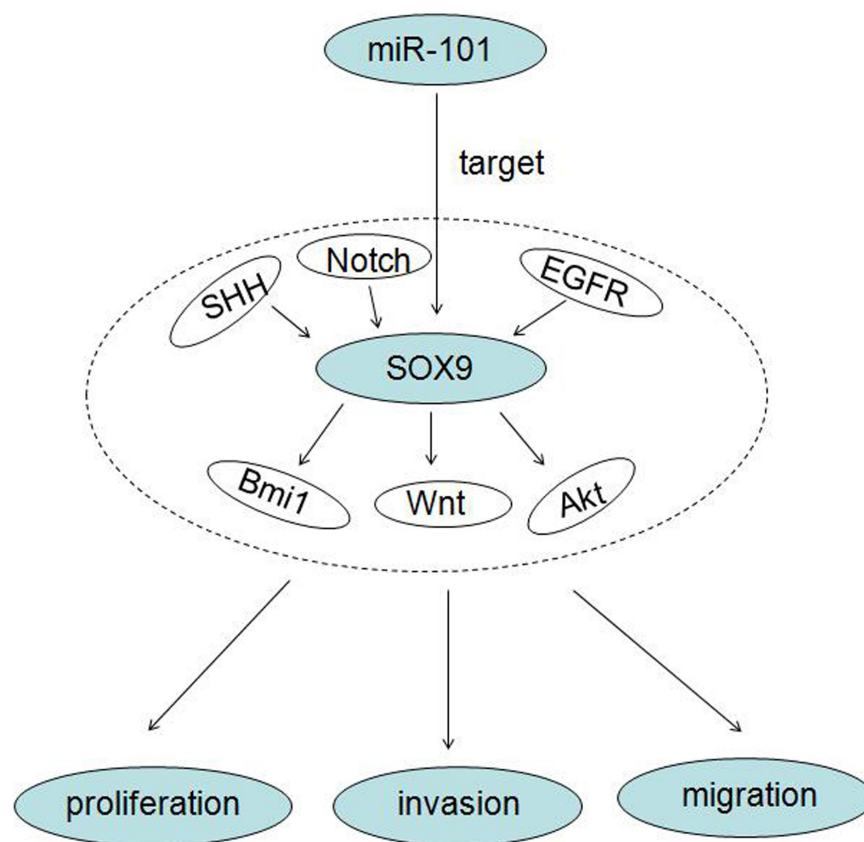 miR-101
target
SHH
Notch
EGFR
SOX9
Bmi1
Wnt
Akt
proliferation
invasion
migration